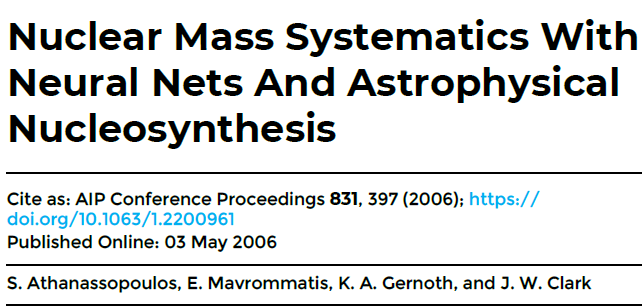 Nuclear Mass Systematics With
Neural Nets And Astrophysical
Nucleosynthesis
Cite as: AIP Conference Proceedings 831, 397 (2006); https://
doi.org/10.1063/1.2200961
Published Online: 03 May 2006
S. Athanassopoulos, E. Mavrommatis, K. A. Gernoth, and J. W. Clark